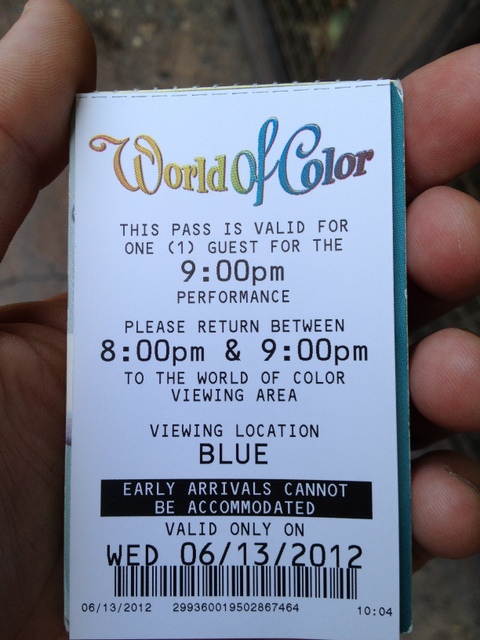 World Of Color
THIS PASS IS VALID FOR
ONE (1) GUEST FOR THE
9:00pm
PERFORMANCE
PLEASE RETURN BETWEEN
8:00pm & 9:00pm
TO THE WORLD OF COLOR
VIEWING AREA
VIEWING LOCATION
BLUE
EARLY ARRIVALS CANNOT
BE ACCOMMODATED
VALID ONLY ON
WED 06/13/2012
06/13/2012 299360019502867464 10:04